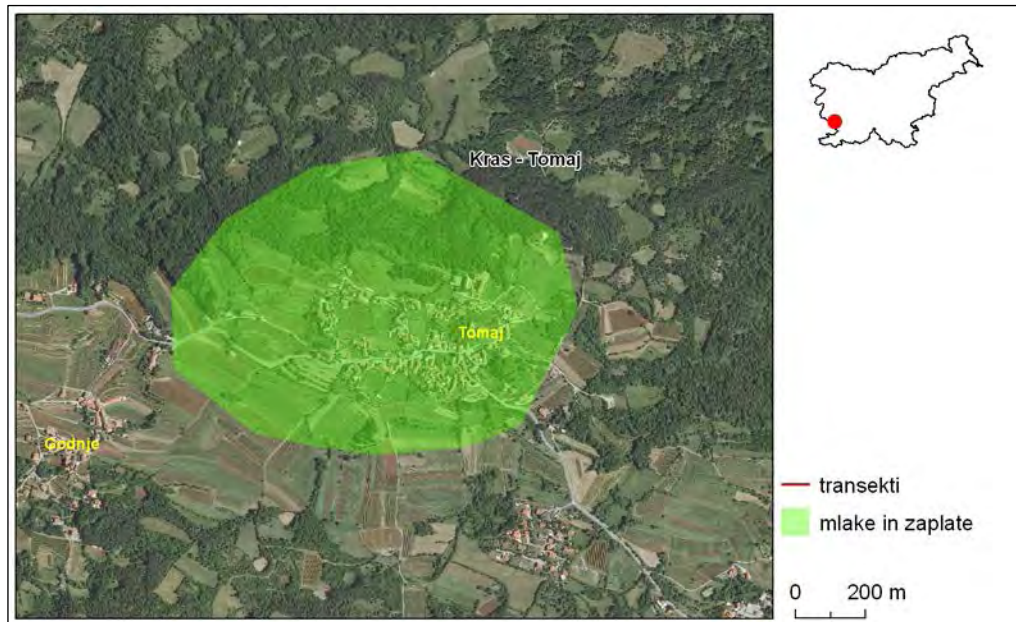 Kras - Tomaj
Tomaj
Godnje
transekti
mlake in zaplate
0 200 m